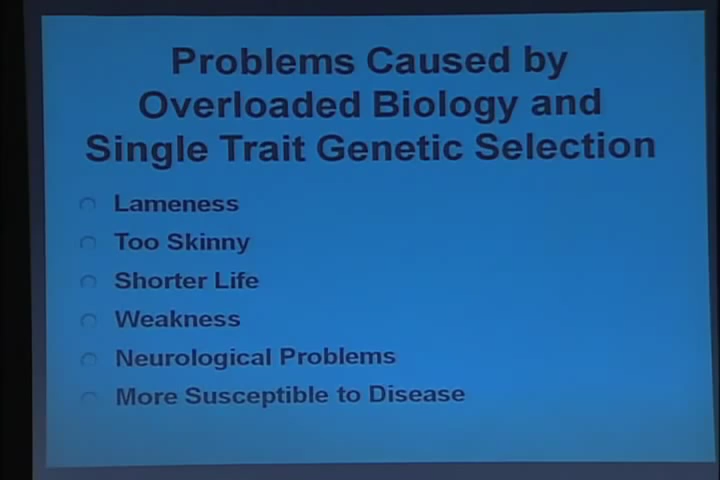 Problems Caused by
Overloaded Biology and
Single Trait Genetic Selection
Lameness
Too Skinny
Shorter Life
Weakness
Neurological Problems
More Susceptible to Disease